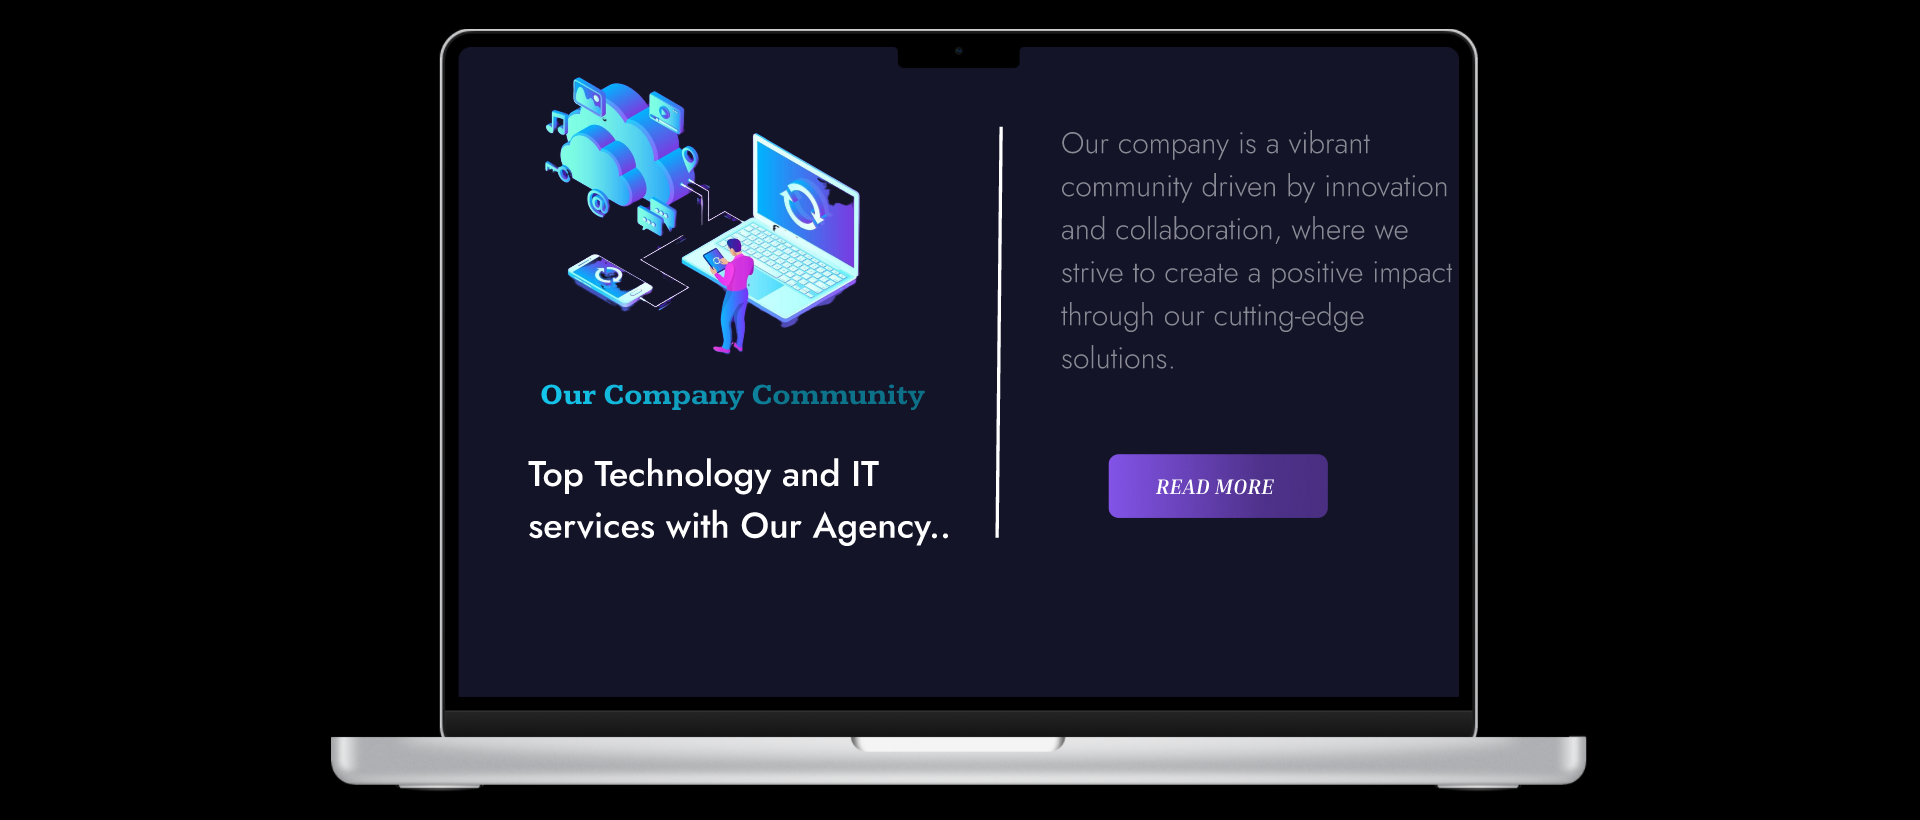 Our Company Community
Top Technology and IT
services with Our Agency..
Our company is a vibrant
community driven by innovation
and collaboration, where we
strive to create a positive impact
through our cutting-edge
solutions.
READ MORE